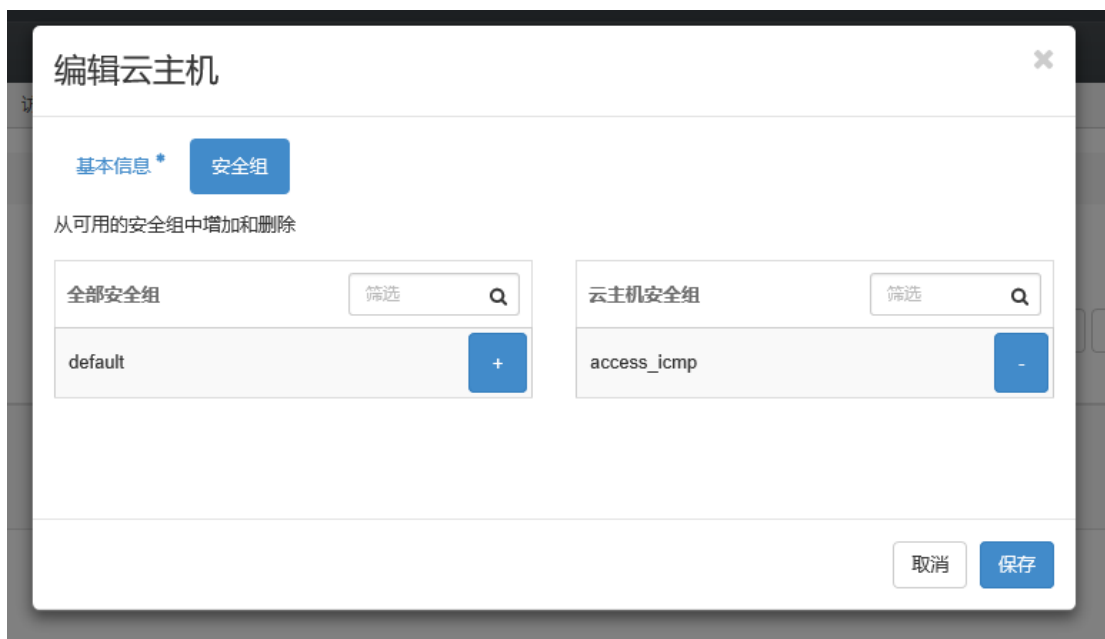 编辑云主机
基本信息 *
安全组
从可用的安全组中增加和删除
全部安全组
筛选
云主机安全组
筛选
default
+
access_icmp
-
取消
保存